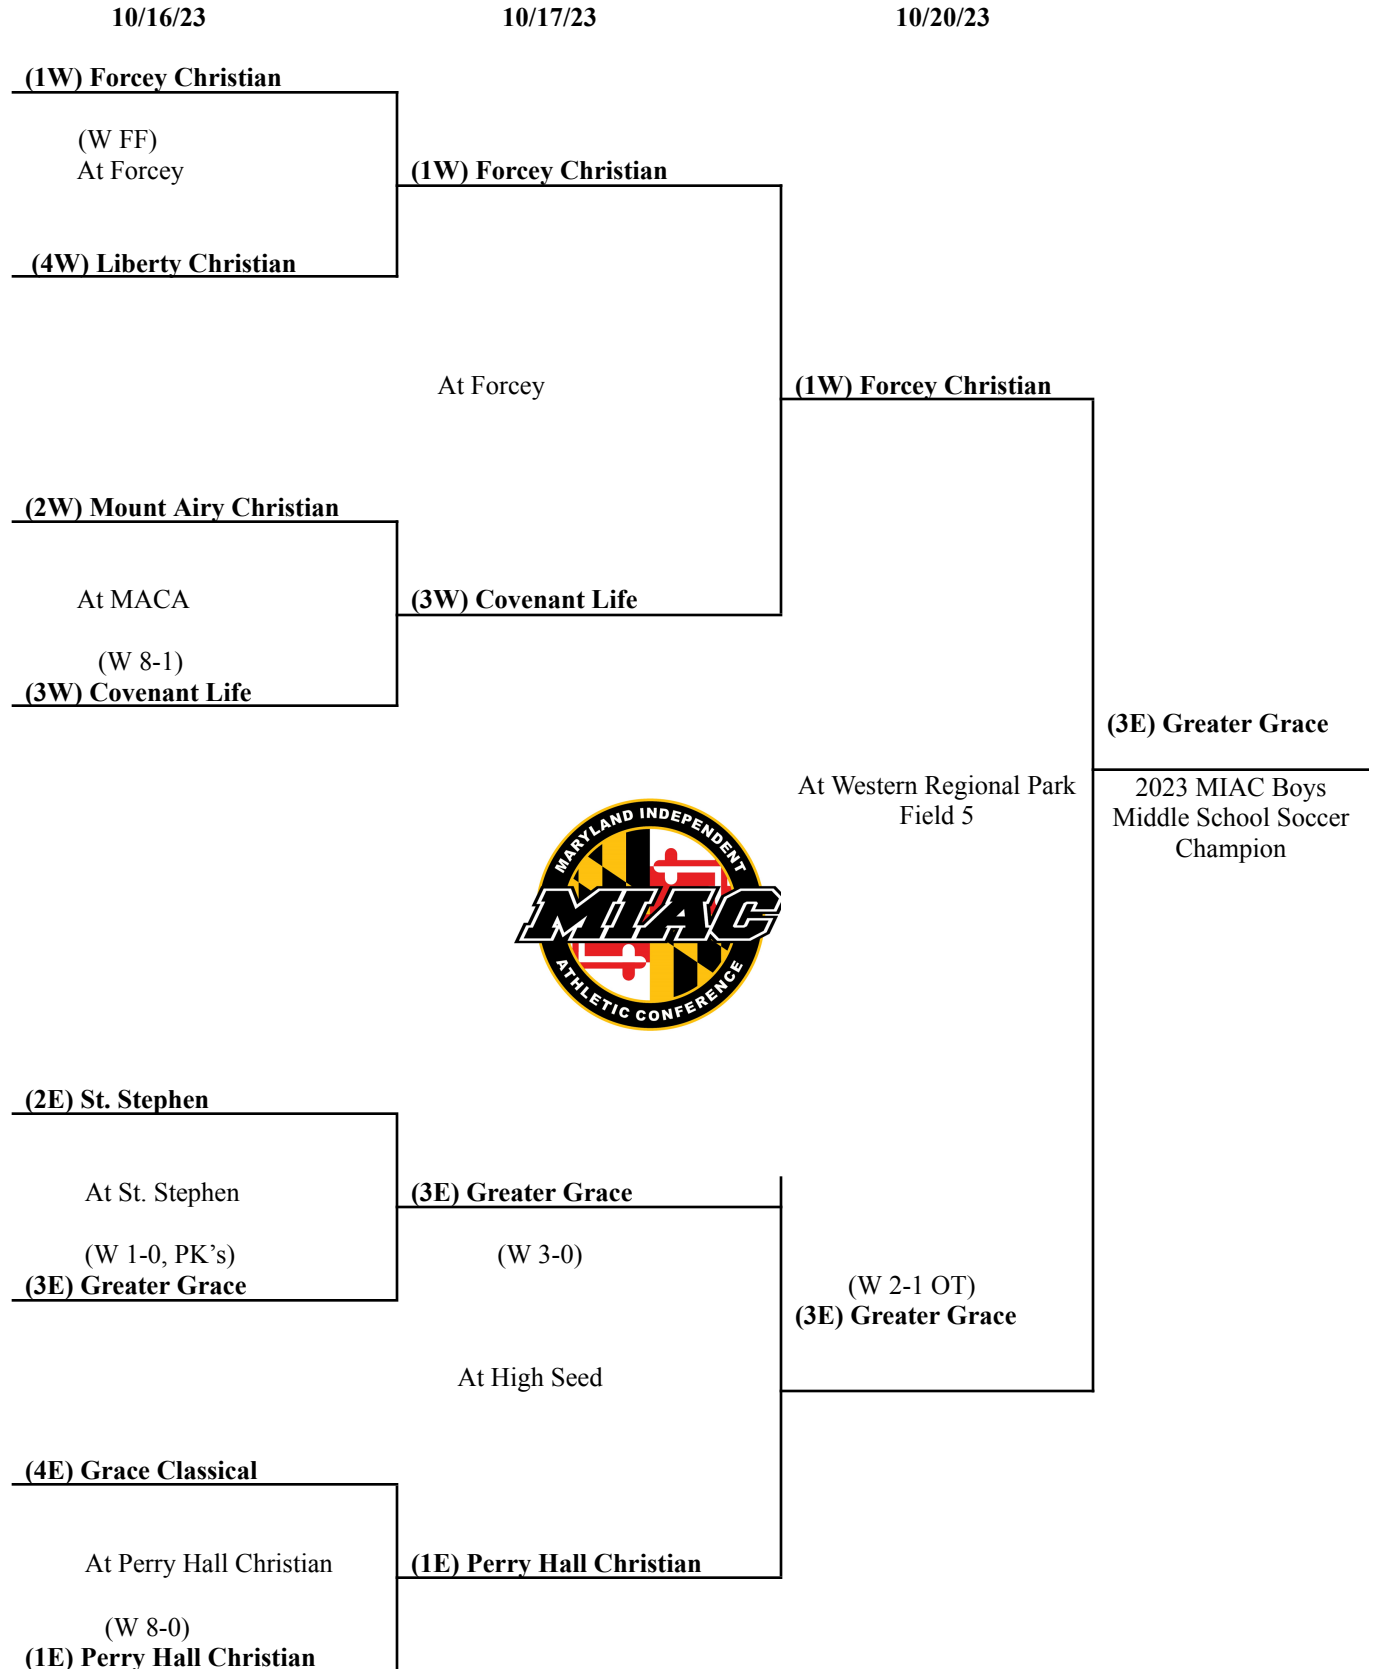 10/16/23 10/17/23 10/20/23
(1W) Forcey Christian
(W FF)
At Forcey
(1W) Forcey Christian
(4W) Liberty Christian
At Forcey
(1W) Forcey Christian
(2W) Mount Airy Christian
At MACA
(3W) Covenant Life
(W 8-1)
(3W) Covenant Life
(3E) Greater Grace
At Western Regional Park
Field 5
2023 MIAC Boys
Middle School Soccer
Champion
MARYLAND INDEPENDENT
MIAC
ATHLETIC CONFERENCE
(2E) St. Stephen
At St. Stephen
(3E) Greater Grace
(W 1-0, PK’s)
(W 3-0)
(3E) Greater Grace
(W 2-1 OT)
(3E) Greater Grace
At High Seed
(4E) Grace Classical
At Perry Hall Christian
(1E) Perry Hall Christian
(W 8-0)
(1E) Perry Hall Christian